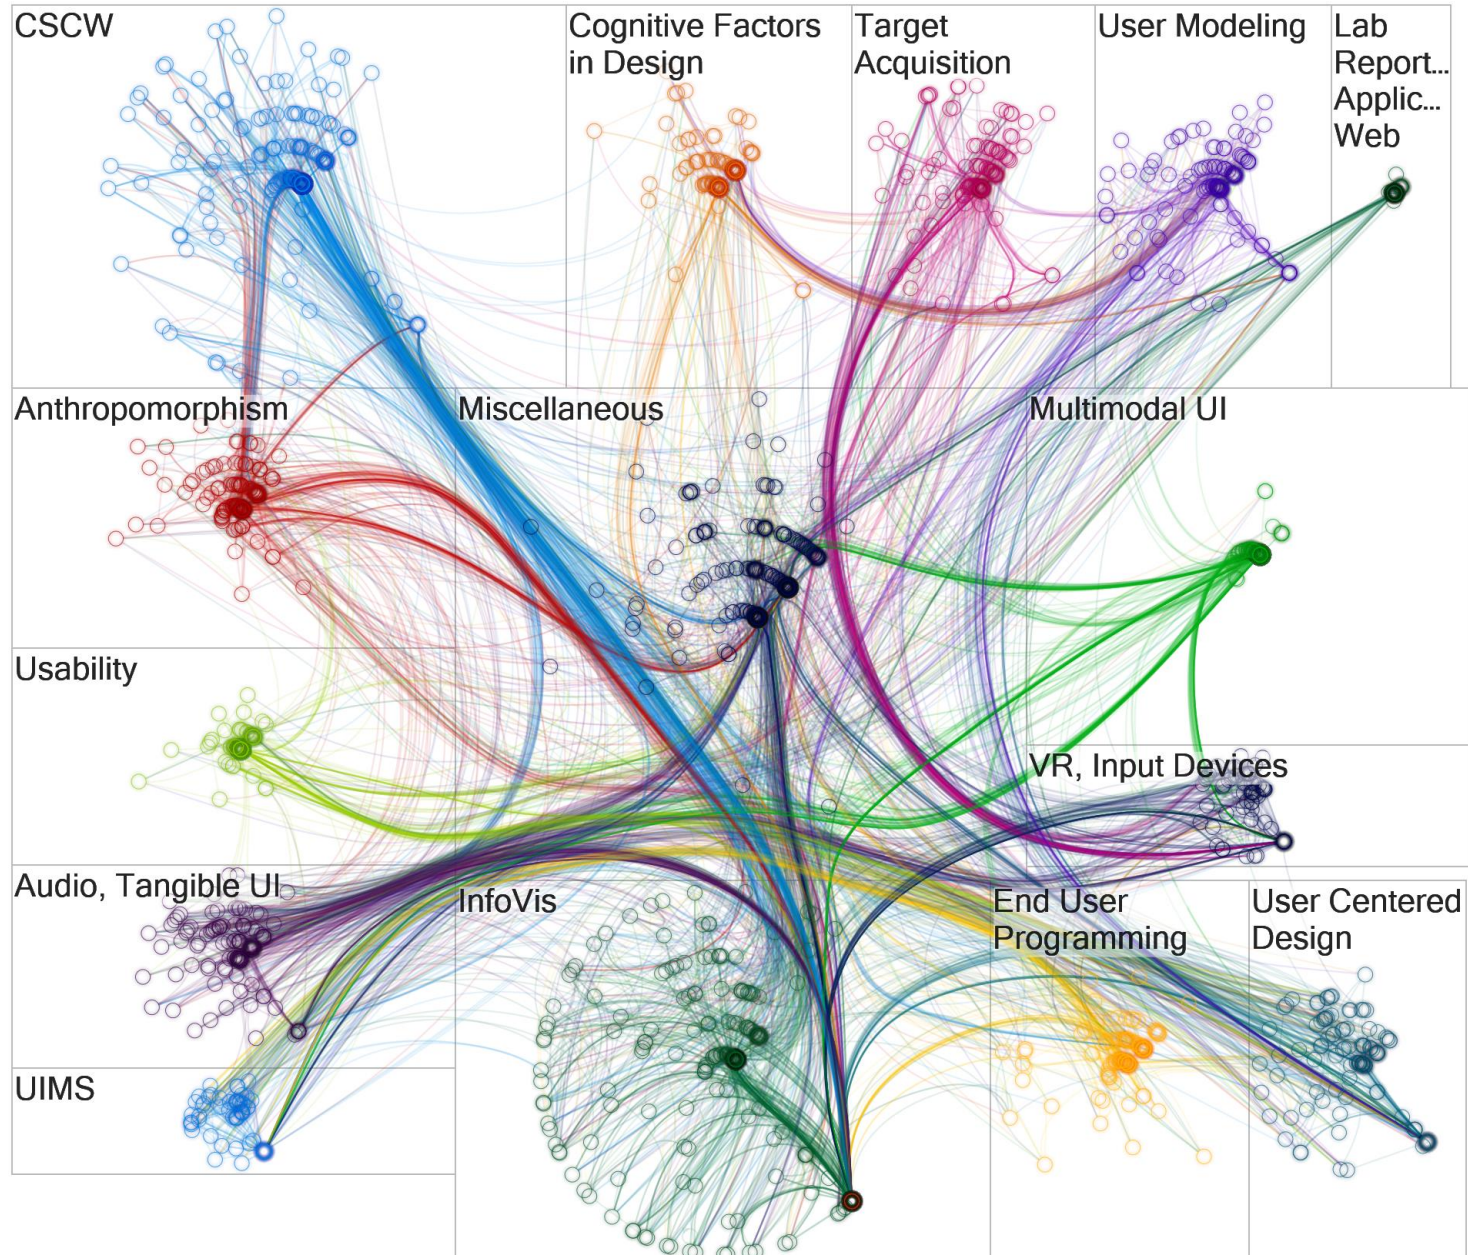 CSCW
Cognitive Factors
in Design
Target
Acquisition
User Modeling
Lab
Report...
Applic...
Web
Anthropomorphism
Miscellaneous
Multimodal UI
Usability
VR, Input Devices
Audio, Tangible UI
InfoVis
End User
Programming
User Centered
Design
UIMS